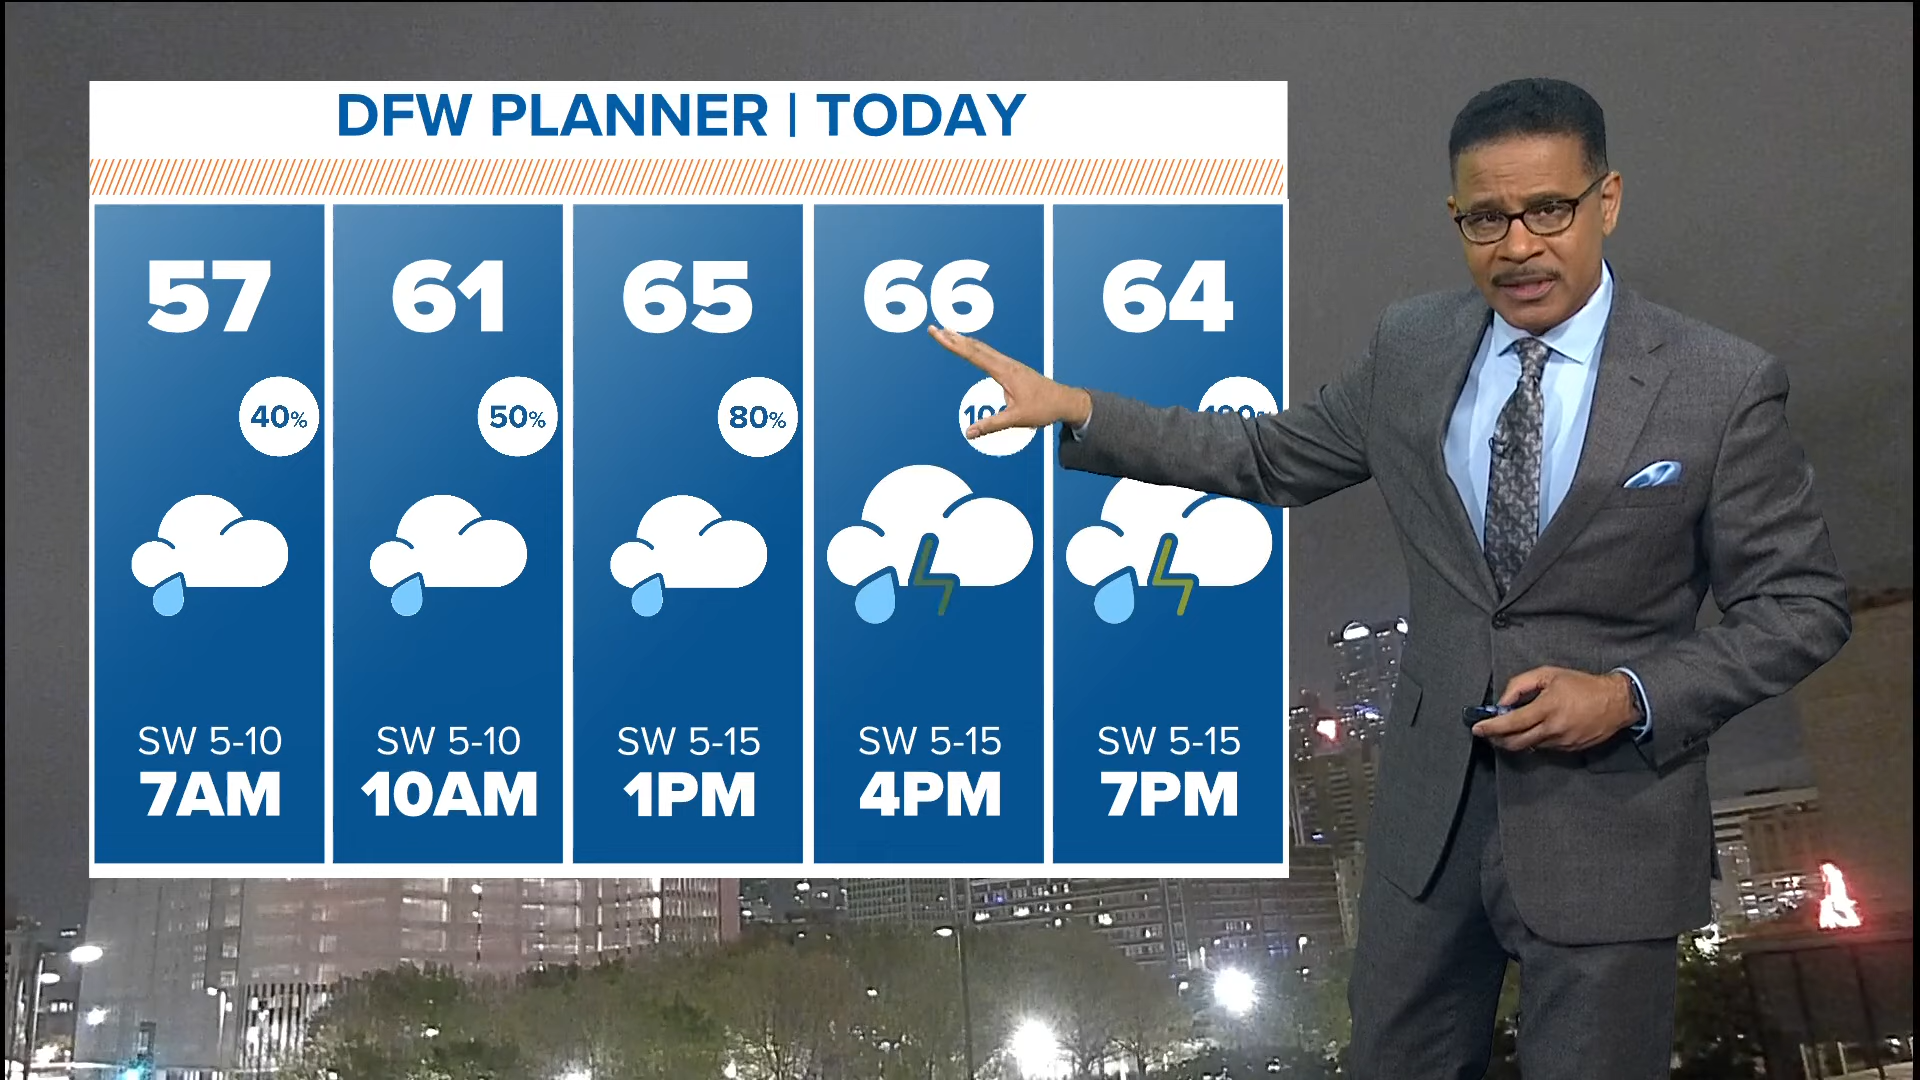 DFW PLANNER | TODAY
57 61 65 66 64
40% 50% 80%
SW 5-10 SW 5-10 SW 5-15 SW 5-15 SW 5-15
7AM 10AM 1PM 4PM 7PM